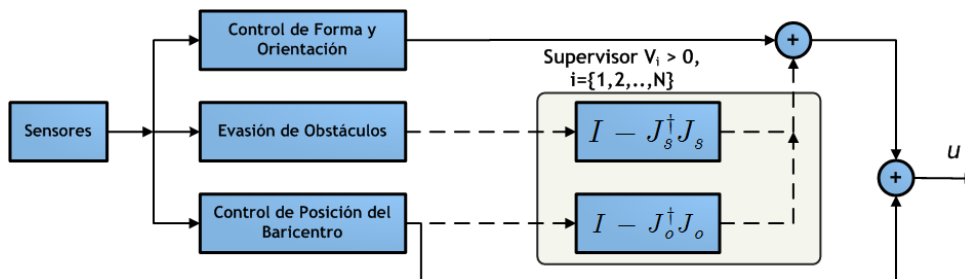 Control de Forma y
Orientación
+
Supervisor Vᵢ > 0,
i={1,2,..,N}
Sensores
Evasión de Obstáculos
I − J_s^† J_s
u
+
Control de Posición del
Baricentro
I − J_o^† J_o